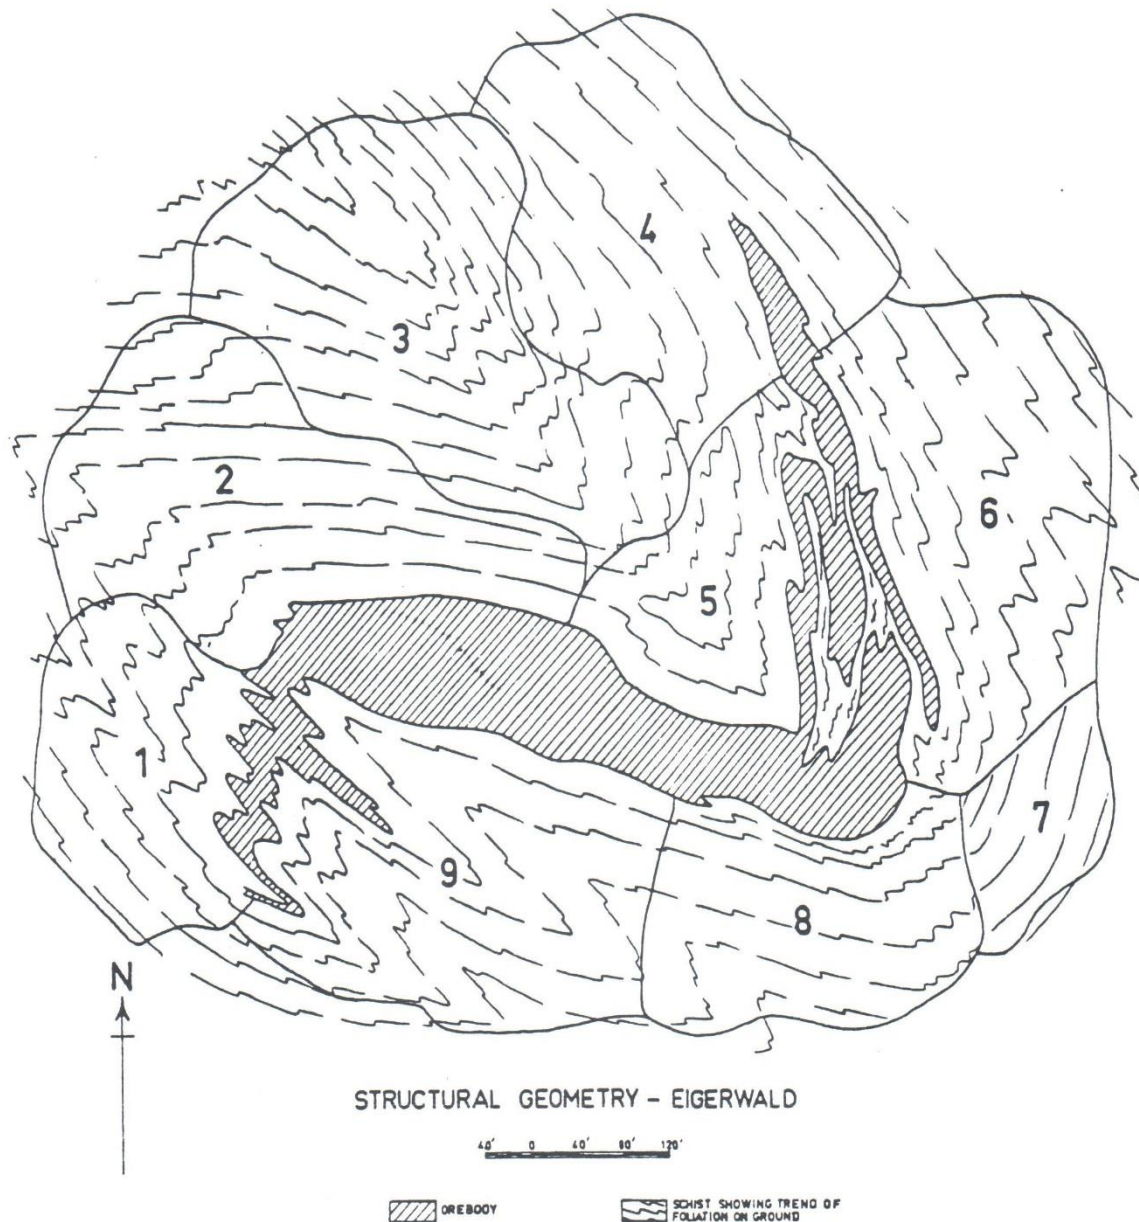 4
3
2
6
5
1
7
9
8
N
STRUCTURAL GEOMETRY – EIGERWALD
40' 0 40' 80' 120'
OREBODY
SCHIST SHOWING TREND OF
FOLIATION ON GROUND